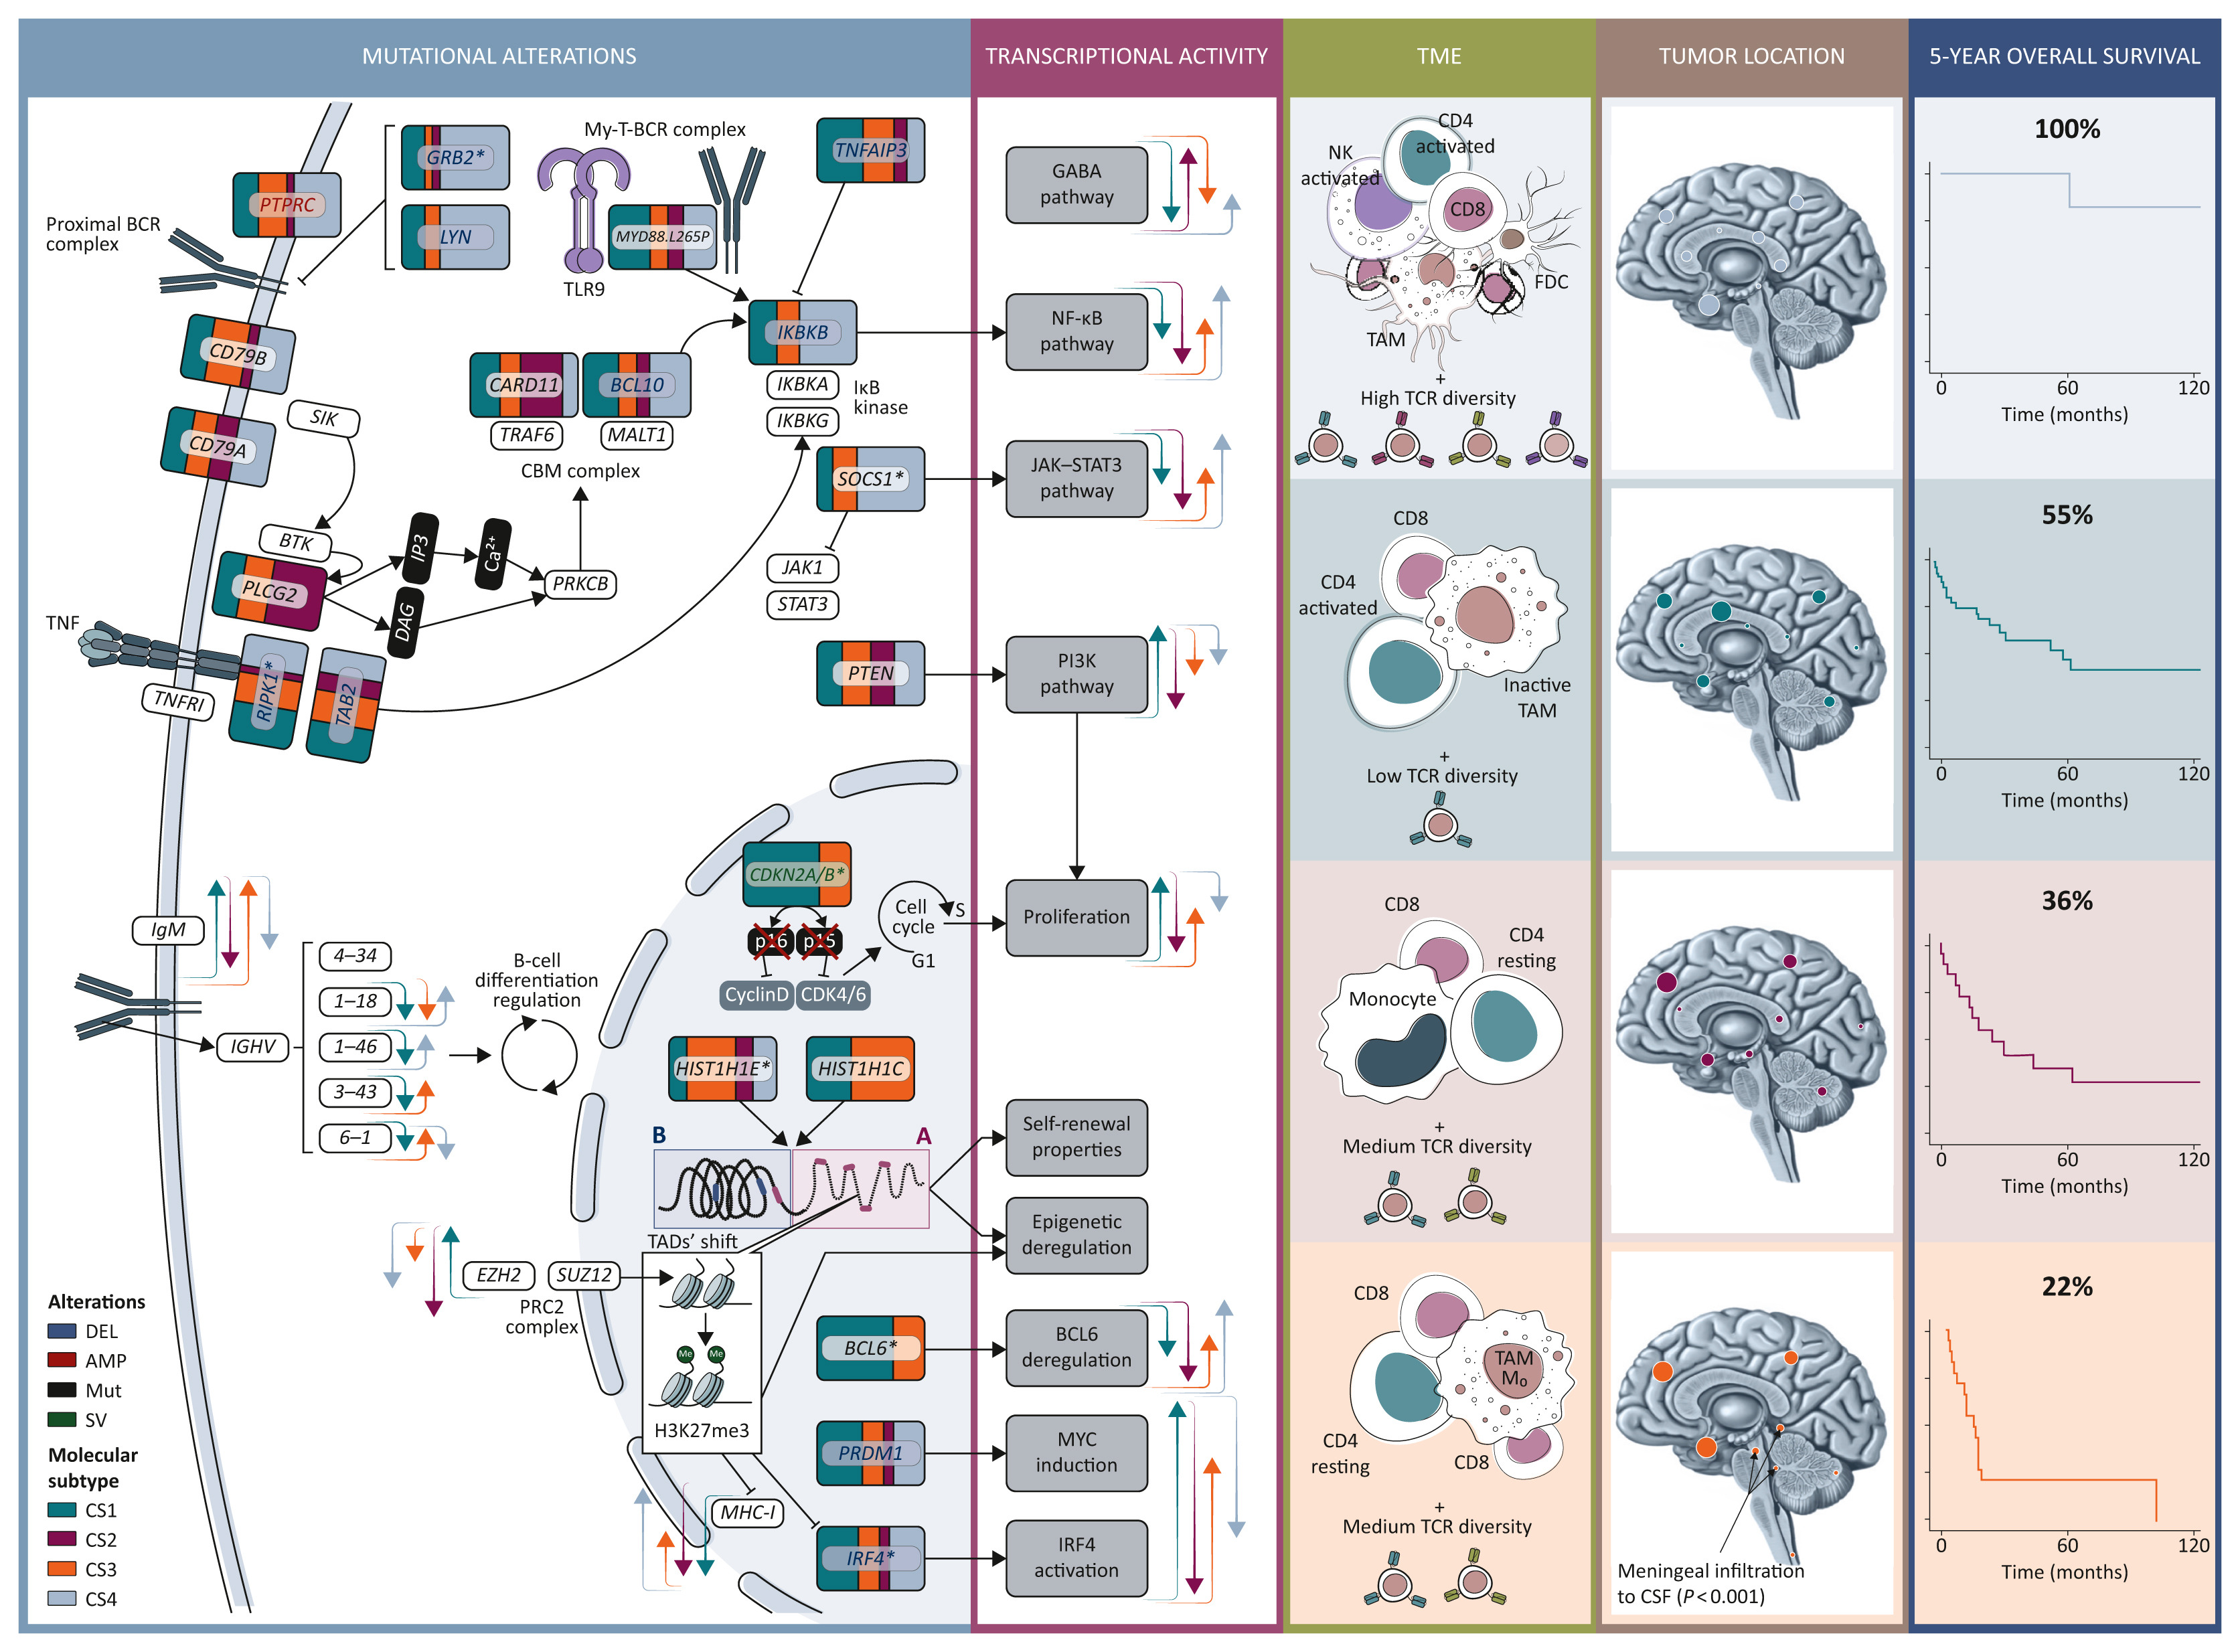 MUTATIONAL ALTERATIONS
TRANSCRIPTIONAL ACTIVITY
TME
TUMOR LOCATION
5-YEAR OVERALL SURVIVAL
Proximal BCR
complex
PTPRC
GRB2*
LYN
My-T-BCR complex
MYD88.L265P
TLR9
TNFAIP3
CD79B
CD79A
SIK
BTK
PLCG2
IP3
DAG
Ca²⁺
PRKCB
CARD11
BCL10
TRAF6
MALT1
CBM complex
IKBKB
IKBKA
IKBKG
IκB
kinase
SOCS1*
JAK1
STAT3
PTEN
TNF
TNFRI
RIPK1*
TAB2
IgM
IGHV
4–34
1–18
1–46
3–43
6–1
B-cell
differentiation
regulation
CDKN2A/B*
p16
p15
CyclinD
CDK4/6
Cell
cycle
S
G1
HIST1H1E*
HIST1H1C
B
A
TADs’ shift
EZH2
SUZ12
PRC2
complex
Me
Me
H3K27me3
MHC-I
BCL6*
PRDM1
IRF4*
Alterations
DEL
AMP
Mut
SV
Molecular
subtype
CS1
CS2
CS3
CS4
GABA
pathway
NF-κB
pathway
JAK–STAT3
pathway
PI3K
pathway
Proliferation
Self-renewal
properties
Epigenetic
deregulation
BCL6
deregulation
MYC
induction
IRF4
activation
CD4
activated
NK
activated
CD8
FDC
TAM
+
High TCR diversity
CD8
CD4
activated
Inactive
TAM
+
Low TCR diversity
CD8
CD4
resting
Monocyte
+
Medium TCR diversity
CD8
TAM
M₀
CD4
resting
CD8
+
Medium TCR diversity
Meningeal infiltration
to CSF (P < 0.001)
100%
0 60 120
Time (months)
55%
0 60 120
Time (months)
36%
0 60 120
Time (months)
22%
0 60 120
Time (months)